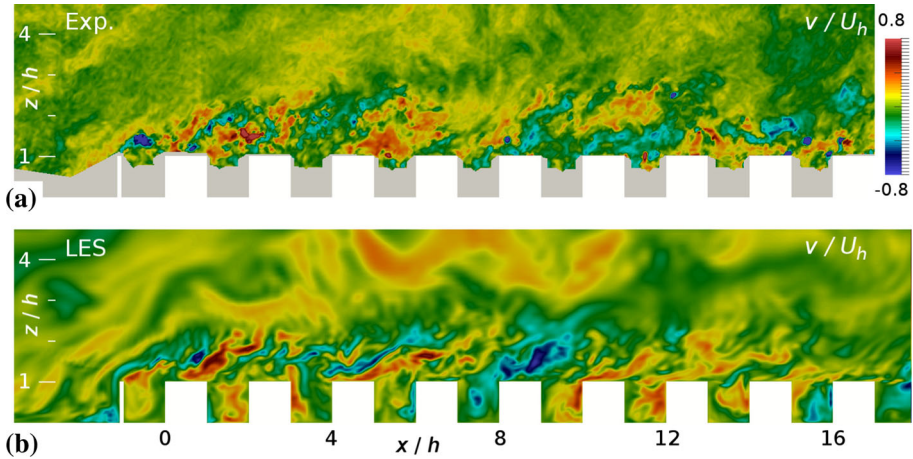 Exp.
v / U_h
0.8
4
z / h
1
-0.8
(a)
LES
v / U_h
4
z / h
1
(b)
0
4
x / h
8
12
16